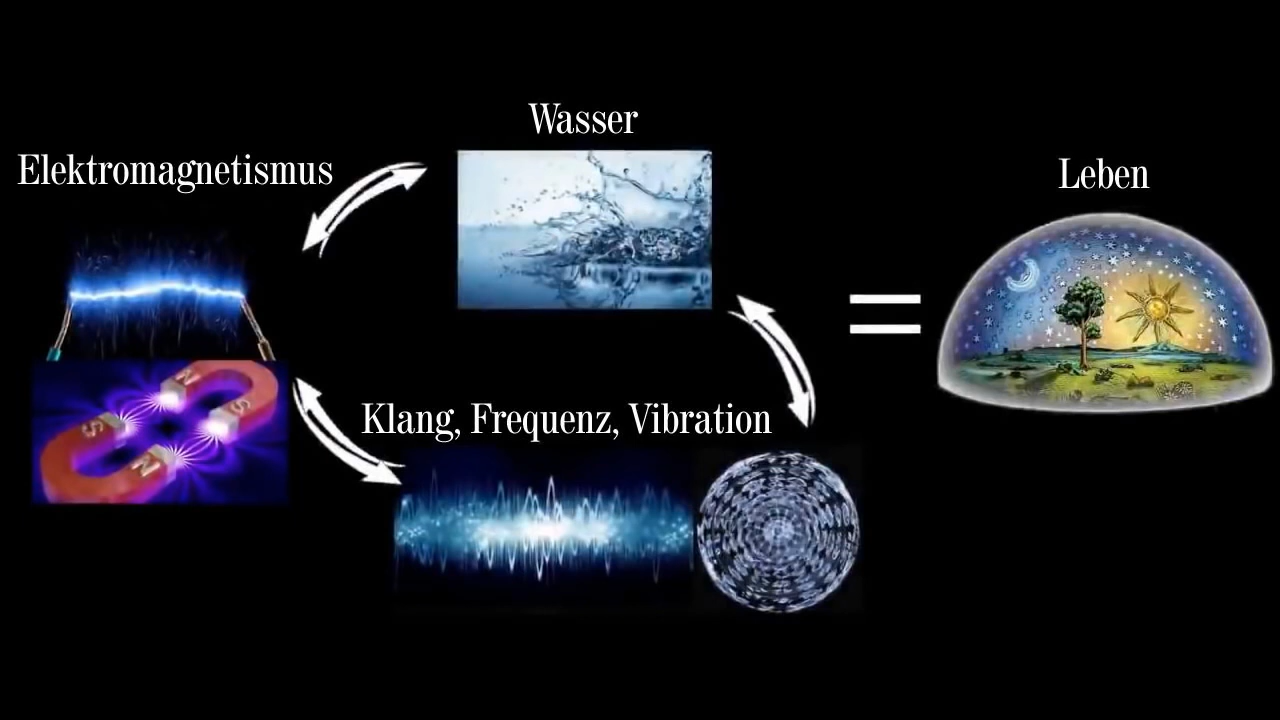 Wasser
Elektromagnetismus
Leben
Klang, Frequenz, Vibration
N
S
S
N
=